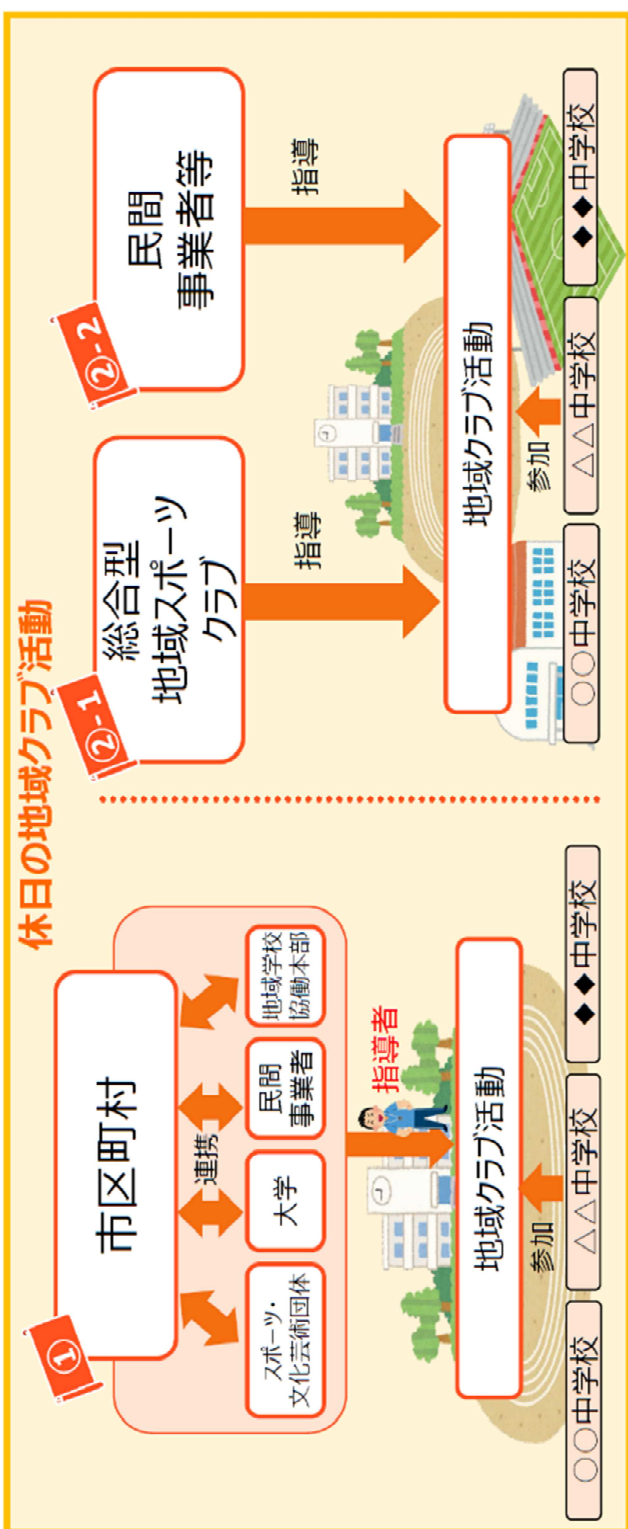 休日の地域クラブ活動
①
市区町村
連携
スポーツ・
文化芸術団体
大学
民間
事業者
地域学校
協働本部
指導者
地域クラブ活動
参加
○○中学校
△△中学校
◆◆中学校
②-1
総合型
地域スポーツ
クラブ
指導
②-2
民間
事業者等
指導
地域クラブ活動
参加
○○中学校
△△中学校
◆◆中学校